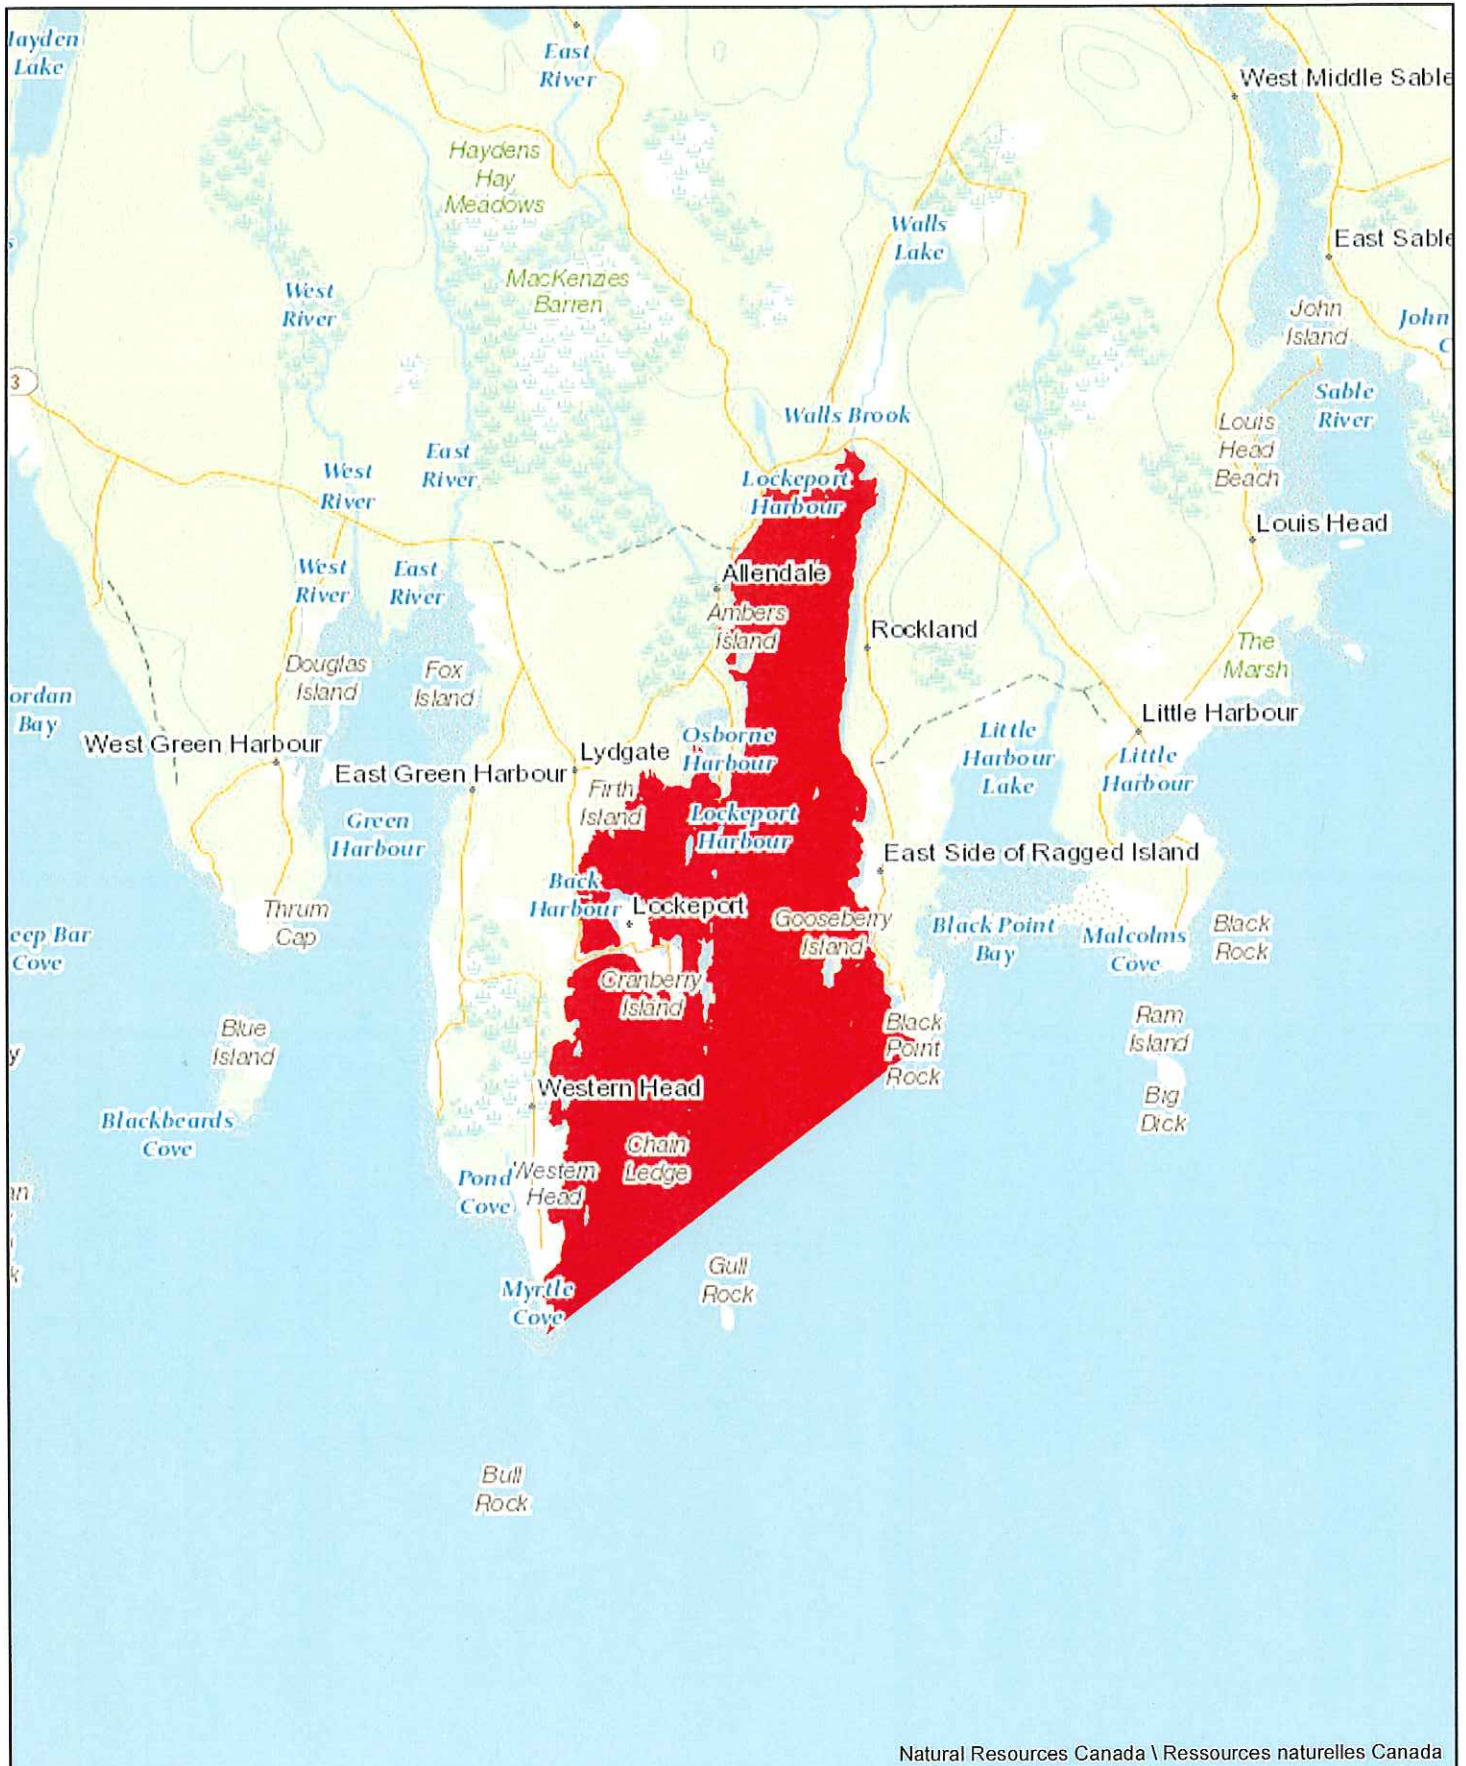 layden
Lake
East
River
West Middle Sable
Haydens
Hay
Meadows
Walls
Lake
East Sable
MacKenzies
Barren
West
River
John
Island
John
C
3
Sable
River
Walls Brook
Louis
Head
Beach
East
River
West
River
Lockeport
Harbour
Louis Head
West
River
East
River
Allendale
Ambers
Island
Rockland
The
Marsh
Douglas
Island
Fox
Island
ordan
Bay
Little Harbour
West Green Harbour
Osborne
Harbour
Little
Harbour
Lake
Lydgate
East Green Harbour
Little
Harbour
Firth
Island
Green
Harbour
Lockeport
Harbour
East Side of Ragged Island
Back
Harbour
Lockeport
Thrum
Cap
Gooseberry
Island
Black Point
Bay
Malcolms
Cove
Black
Rock
eep Bar
Cove
Cranberry
Island
Blue
Island
Black
Point
Rock
Ram
Island
y
Western Head
Big
Dick
Blackbeards
Cove
Chain
Ledge
Pond
Cove
Western
Head
an
k
Gull
Rock
Myrtle
Cove
Bull
Rock
Natural Resources Canada \ Ressources naturelles Canada